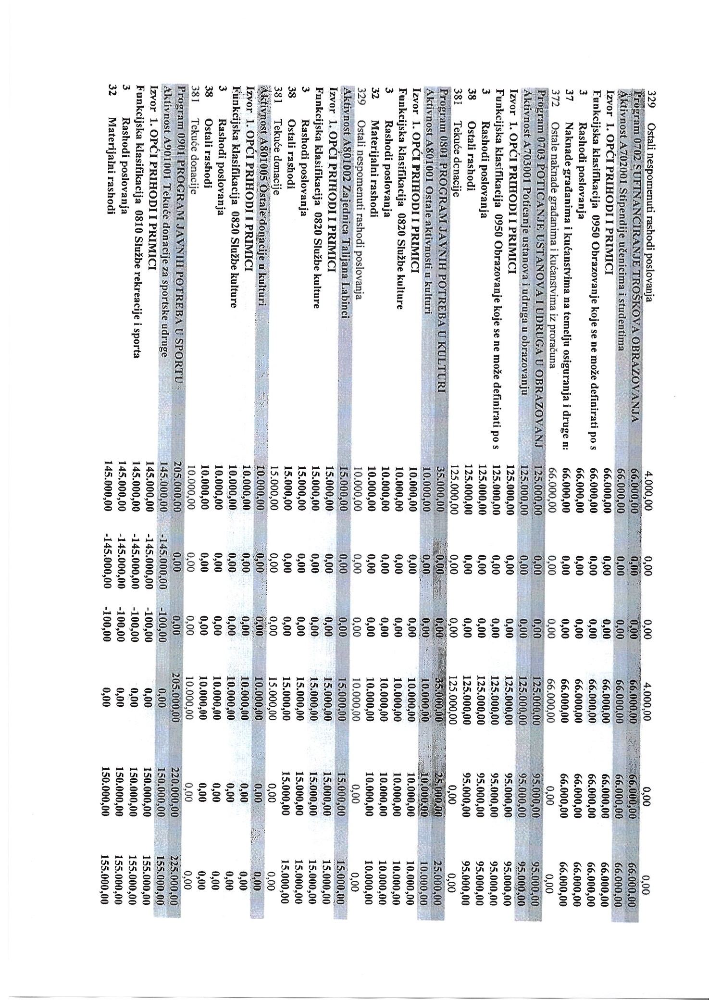 329 Ostali nespomenuti rashodi poslovanja 4.000,00 0,00 0,00 4.000,00 0,00 0,00
Program 0702 SUFINANCIRANJE TROŠKOVA OBRAZOVANJA 66.000,00 0,00 0,00 66.000,00 66.000,00 66.000,00
Aktivnost A702001 Stipendije učenicima i studentima 66.000,00 0,00 0,00 66.000,00 66.000,00 66.000,00
Izvor 1. OPĆI PRIHODI I PRIMICI 66.000,00 0,00 0,00 66.000,00 66.000,00 66.000,00
Funkcijska klasifikacija 0950 Obrazovanje koje se ne može definirati po s 66.000,00 0,00 0,00 66.000,00 66.000,00 66.000,00
3 Rashodi poslovanja 66.000,00 0,00 0,00 66.000,00 66.000,00 66.000,00
37 Naknade građanima i kućanstvima na temelju osiguranja i druge na 66.000,00 0,00 0,00 66.000,00 66.000,00 66.000,00
372 Ostale naknade građanima i kućanstvima iz proračuna 66.000,00 0,00 0,00 66.000,00 0,00 0,00
Program 0703 POTICANJE USTANOVA I UDRUGA U OBRAZOVANJ 125.000,00 0,00 0,00 125.000,00 95.000,00 95.000,00
Aktivnost A703001 Poticanje ustanova i udruga u obrazovanju 125.000,00 0,00 0,00 125.000,00 95.000,00 95.000,00
Izvor 1. OPĆI PRIHODI I PRIMICI 125.000,00 0,00 0,00 125.000,00 95.000,00 95.000,00
Funkcijska klasifikacija 0950 Obrazovanje koje se ne može definirati po s 125.000,00 0,00 0,00 125.000,00 95.000,00 95.000,00
3 Rashodi poslovanja 125.000,00 0,00 0,00 125.000,00 95.000,00 95.000,00
38 Ostali rashodi 125.000,00 0,00 0,00 125.000,00 95.000,00 95.000,00
381 Tekuće donacije 125.000,00 0,00 0,00 125.000,00 0,00 0,00
Program 0801 PROGRAM JAVNIH POTREBA U KULTURI 35.000,00 0,00 0,00 35.000,00 25.000,00 25.000,00
Aktivnost A801001 Ostale aktivnosti u kulturi 10.000,00 0,00 0,00 10.000,00 10.000,00 10.000,00
Izvor 1. OPĆI PRIHODI I PRIMICI 10.000,00 0,00 0,00 10.000,00 10.000,00 10.000,00
Funkcijska klasifikacija 0820 Službe kulture 10.000,00 0,00 0,00 10.000,00 10.000,00 10.000,00
3 Rashodi poslovanja 10.000,00 0,00 0,00 10.000,00 10.000,00 10.000,00
32 Materijalni rashodi 10.000,00 0,00 0,00 10.000,00 10.000,00 10.000,00
329 Ostali nespomenuti rashodi poslovanja 10.000,00 0,00 0,00 10.000,00 0,00 0,00
Aktivnost A801002 Zajednica Talijana Labinci 15.000,00 0,00 0,00 15.000,00 15.000,00 15.000,00
Izvor 1. OPĆI PRIHODI I PRIMICI 15.000,00 0,00 0,00 15.000,00 15.000,00 15.000,00
Funkcijska klasifikacija 0820 Službe kulture 15.000,00 0,00 0,00 15.000,00 15.000,00 15.000,00
3 Rashodi poslovanja 15.000,00 0,00 0,00 15.000,00 15.000,00 15.000,00
38 Ostali rashodi 15.000,00 0,00 0,00 15.000,00 15.000,00 15.000,00
381 Tekuće donacije 15.000,00 0,00 0,00 15.000,00 0,00 0,00
Aktivnost A801005 Ostale donacije u kulturi 10.000,00 0,00 0,00 10.000,00 0,00 0,00
Izvor 1. OPĆI PRIHODI I PRIMICI 10.000,00 0,00 0,00 10.000,00 0,00 0,00
Funkcijska klasifikacija 0820 Službe kulture 10.000,00 0,00 0,00 10.000,00 0,00 0,00
3 Rashodi poslovanja 10.000,00 0,00 0,00 10.000,00 0,00 0,00
38 Ostali rashodi 10.000,00 0,00 0,00 10.000,00 0,00 0,00
381 Tekuće donacije 10.000,00 0,00 0,00 10.000,00 0,00 0,00
Program 0901 PROGRAM JAVNIH POTREBA U SPORTU 205.000,00 0,00 0,00 205.000,00 220.000,00 225.000,00
Aktivnost A901001 Tekuće donacije za sportske udruge 145.000,00 -145.000,00 -100,00 0,00 150.000,00 155.000,00
Izvor 1. OPĆI PRIHODI I PRIMICI 145.000,00 -145.000,00 -100,00 0,00 150.000,00 155.000,00
Funkcijska klasifikacija 0810 Službe rekreacije i sporta 145.000,00 -145.000,00 -100,00 0,00 150.000,00 155.000,00
3 Rashodi poslovanja 145.000,00 -145.000,00 -100,00 0,00 150.000,00 155.000,00
32 Materijalni rashodi 145.000,00 -145.000,00 -100,00 0,00 150.000,00 155.000,00